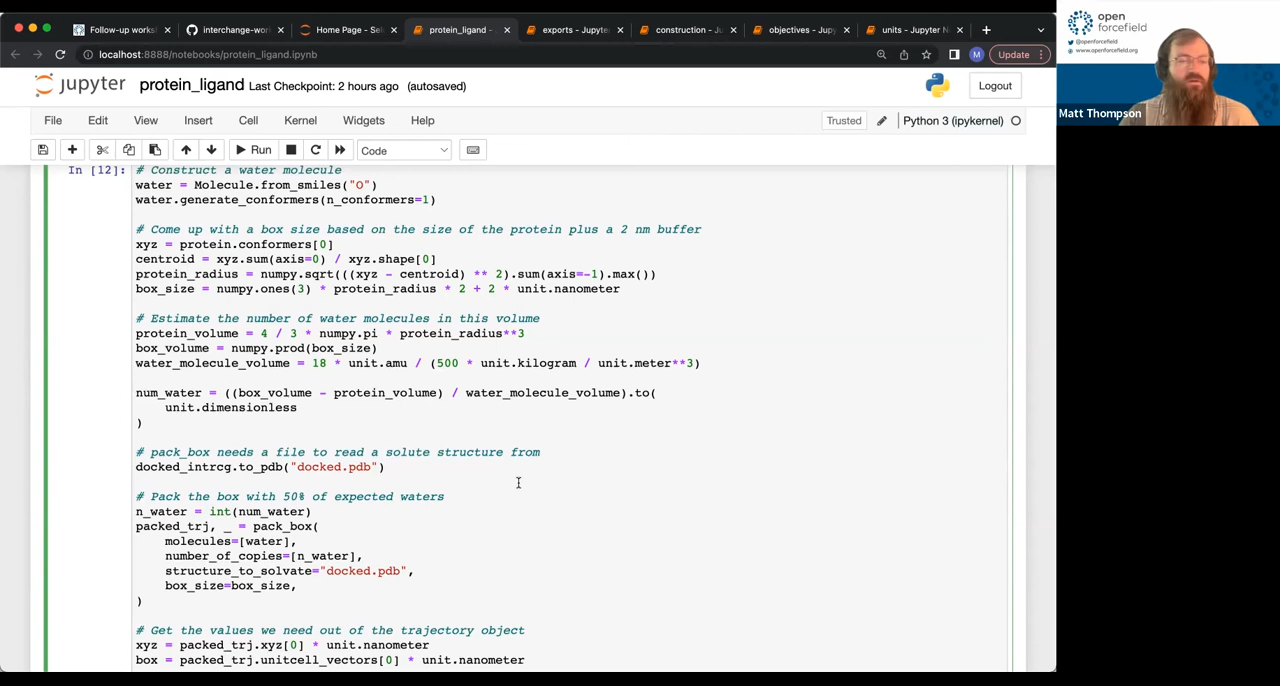 Follow-up works
interchange-wor
Home Page - Sel
protein_ligand -
exports - Jupyte
construction - Ju
objectives - Jupy
units - Jupyter N
localhost:8888/notebooks/protein_ligand.ipynb
M
Update
open
forcefield
@openforcefield
www.openforcefield.org
jupyter
protein_ligand Last Checkpoint: 2 hours ago (autosaved)
Logout
Matt Thompson
File Edit View Insert Cell Kernel Widgets Help
Trusted
Python 3 (ipykernel)
Run
Code
In [12]: # Construct a water molecule
water = Molecule.from_smiles("O")
water.generate_conformers(n_conformers=1)
# Come up with a box size based on the size of the protein plus a 2 nm buffer
xyz = protein.conformers[0]
centroid = xyz.sum(axis=0) / xyz.shape[0]
protein_radius = numpy.sqrt(((xyz - centroid) ** 2).sum(axis=-1).max())
box_size = numpy.ones(3) * protein_radius * 2 + 2 * unit.nanometer
# Estimate the number of water molecules in this volume
protein_volume = 4 / 3 * numpy.pi * protein_radius**3
box_volume = numpy.prod(box_size)
water_molecule_volume = 18 * unit.amu / (500 * unit.kilogram / unit.meter**3)
num_water = ((box_volume - protein_volume) / water_molecule_volume).to(
unit.dimensionless
)
# pack_box needs a file to read a solute structure from
docked_intrcg.to_pdb("docked.pdb")
# Pack the box with 50% of expected waters
n_water = int(num_water)
packed_trj, _ = pack_box(
molecules=[water],
number_of_copies=[n_water],
structure_to_solvate="docked.pdb",
box_size=box_size,
)
# Get the values we need out of the trajectory object
xyz = packed_trj.xyz[0] * unit.nanometer
box = packed_trj.unitcell_vectors[0] * unit.nanometer